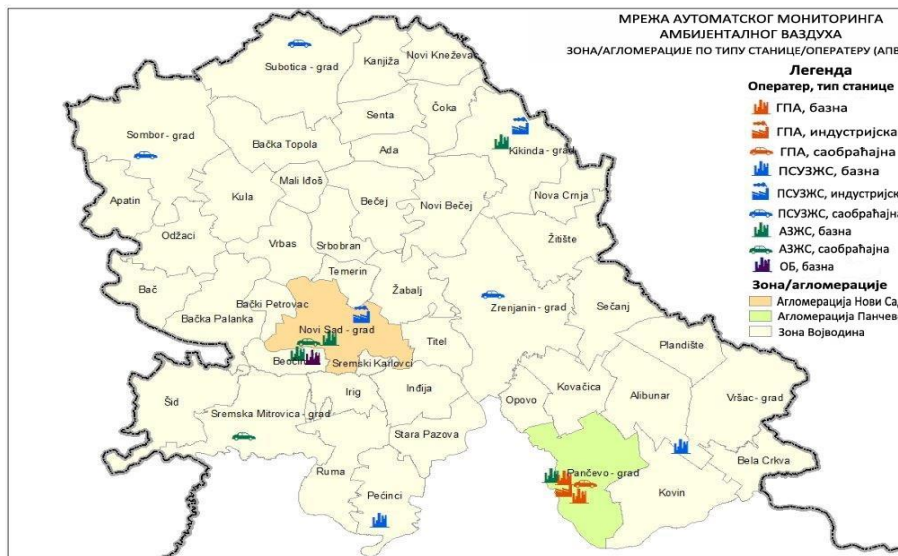 МРЕЖА АУТОМАТСКОГ МОНИТОРИНГА
АМБИЈЕНТАЛНОГ ВАЗДУХА
ЗОНА/АГЛОМЕРАЦИЈЕ ПО ТИПУ СТАНИЦЕ/ОПЕРАТЕРУ (АПВ
Легенда
Оператер, тип станице
ГПА, базна
ГПА, индустријска
ГПА, саобраћајна
ПСУЗЖС, базна
ПСУЗЖС, индустријск
ПСУЗЖС, саобраћајна
АЗЖС, базна
АЗЖС, саобраћајна
ОБ, базна
Зона/агломерације
Агломерација Нови Сад
Агломерација Панчев
Зона Војводина
Subotica - grad
Kanjiža
Novi Kneževac
Senta
Čoka
Sombor - grad
Bačka Topola
Ada
Kikinda - grad
Apatin
Kula
Mali Iđoš
Bečej
Novi Bečej
Nova Crnja
Odžaci
Vrbas
Srbobran
Žitište
Bač
Temerin
Bački Petrovac
Žabalj
Bačka Palanka
Zrenjanin - grad
Sečanj
Novi Sad - grad
Titel
Plandište
Beočin
Sremski Karlovci
Šid
Sremska Mitrovica - grad
Irig
Inđija
Opovo
Kovačica
Alibunar
Vršac - grad
Stara Pazova
Ruma
Pančevo - grad
Bela Crkva
Pećinci
Kovin